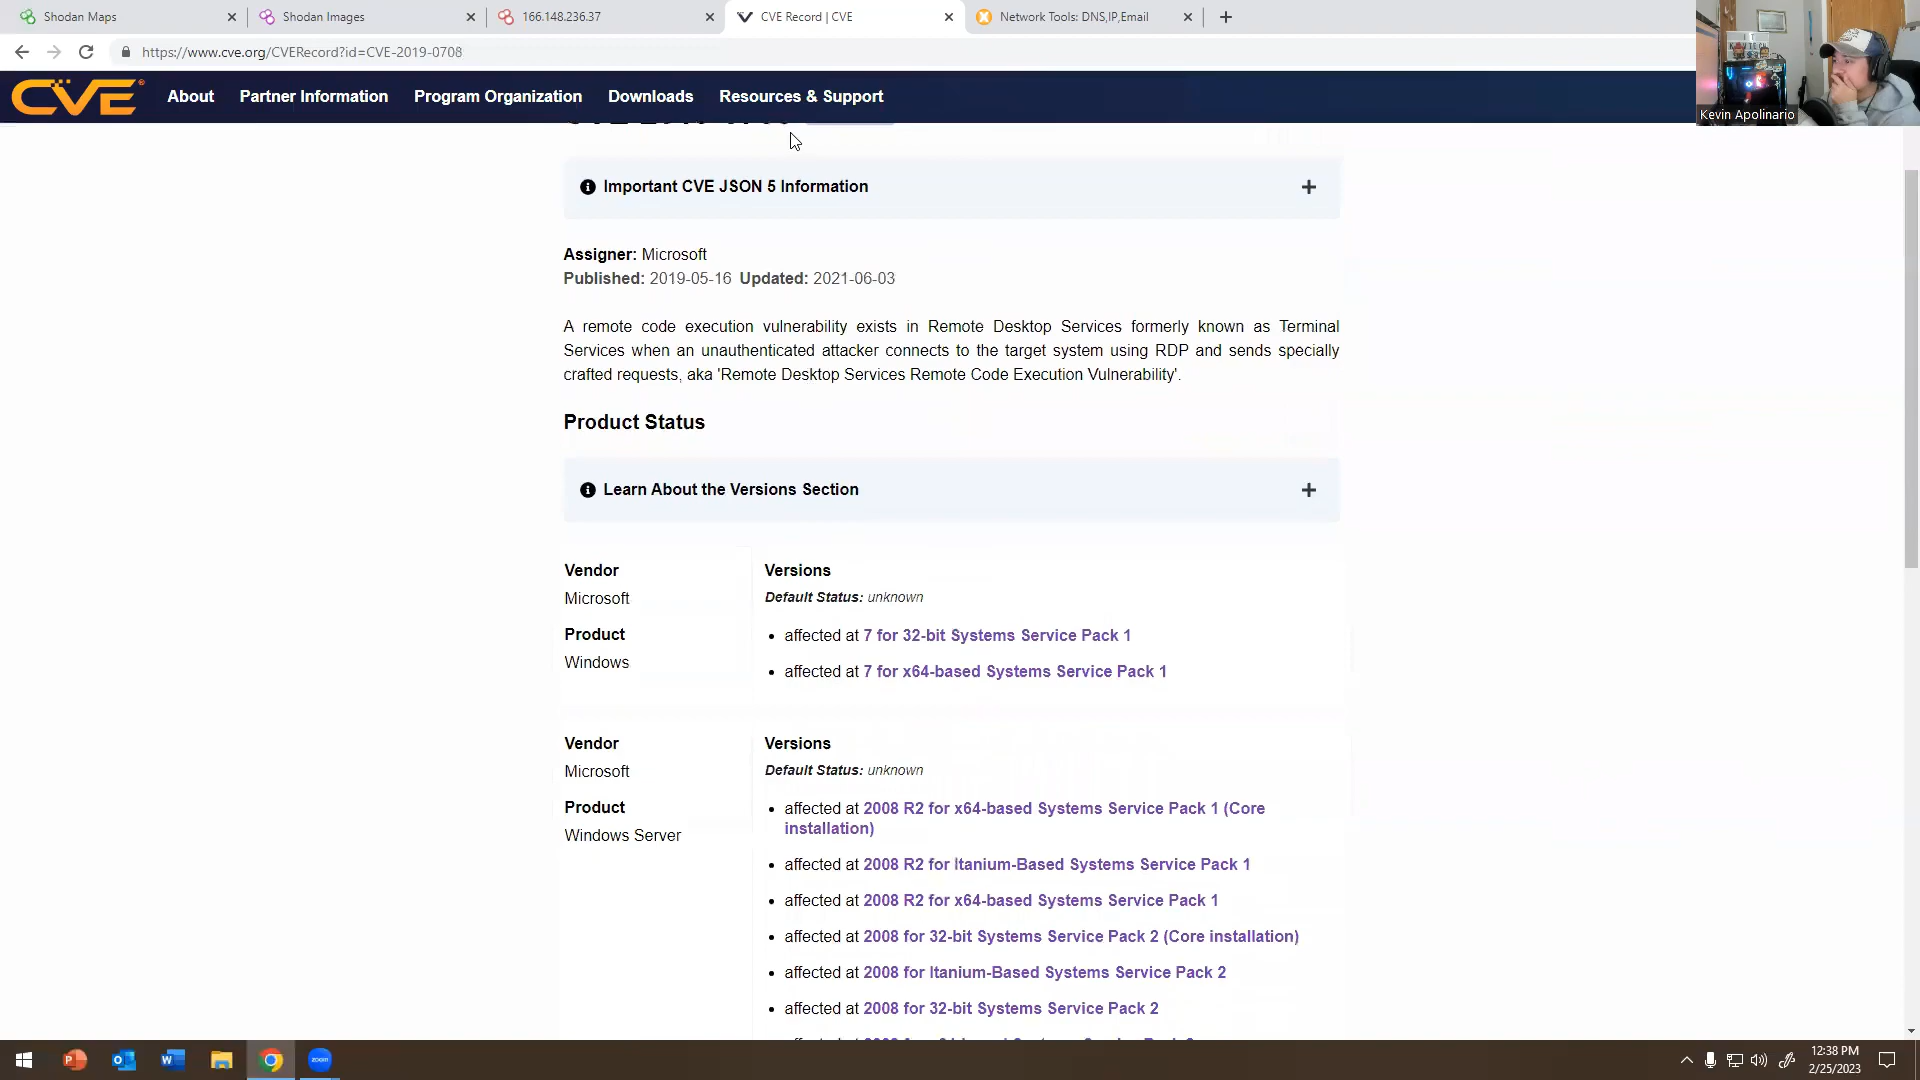 Shodan Maps
Shodan Images
166.148.236.37
CVE Record | CVE
Network Tools: DNS,IP,Email
https://www.cve.org/CVERecord?id=CVE-2019-0708
CVE
About
Partner Information
Program Organization
Downloads
Resources & Support
Kevin Apolinario
Important CVE JSON 5 Information
Assigner: Microsoft
Published: 2019-05-16 Updated: 2021-06-03
A remote code execution vulnerability exists in Remote Desktop Services formerly known as Terminal
Services when an unauthenticated attacker connects to the target system using RDP and sends specially
crafted requests, aka 'Remote Desktop Services Remote Code Execution Vulnerability'.
Product Status
Learn About the Versions Section
Vendor
Microsoft
Product
Windows
Versions
Default Status: unknown
affected at 7 for 32-bit Systems Service Pack 1
affected at 7 for x64-based Systems Service Pack 1
Vendor
Microsoft
Product
Windows Server
Versions
Default Status: unknown
affected at 2008 R2 for x64-based Systems Service Pack 1 (Core
installation)
affected at 2008 R2 for Itanium-Based Systems Service Pack 1
affected at 2008 R2 for x64-based Systems Service Pack 1
affected at 2008 for 32-bit Systems Service Pack 2 (Core installation)
affected at 2008 for Itanium-Based Systems Service Pack 2
affected at 2008 for 32-bit Systems Service Pack 2
zoom
12:38 PM
2/25/2023